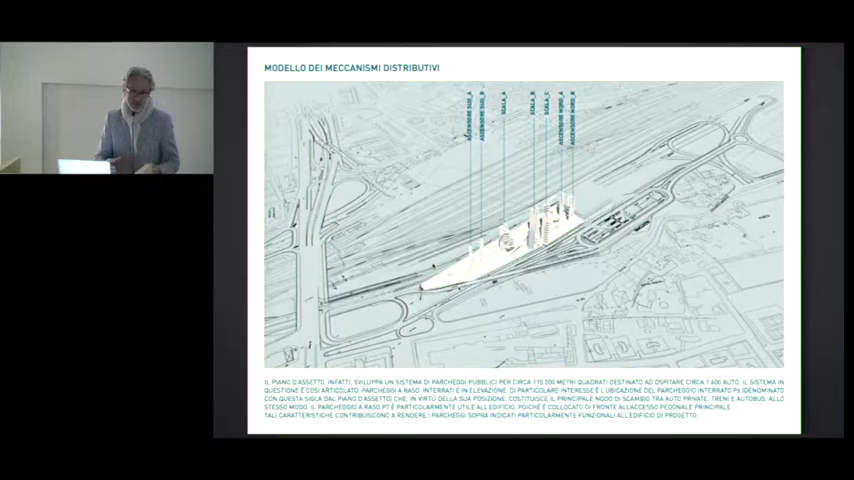 MODELLO DEI MECCANISMI DISTRIBUTIVI
ASCENSORE SUD_A
ASCENSORE SUD_B
SCALA_A
SCALA_B
SCALA_C
ASCENSORE NORD_A
ASCENSORE NORD_B
IL PIANO D'ASSETTO, INFATTI, SVILUPPA UN SISTEMA DI PARCHEGGI PUBBLICI PER CIRCA 110.000 METRI QUADRATI DESTINATO AD OSPITARE CIRCA 1.600 AUTO. IL SISTEMA IN
QUESTIONE È COSÌ ARTICOLATO: PARCHEGGI A RASO, INTERRATI E IN ELEVAZIONE. DI PARTICOLARE INTERESSE È L'UBICAZIONE DEL PARCHEGGIO INTERRATO (DENOMINATO
CON QUESTA SIGLA DAL PIANO D'ASSETTO) CHE, IN VIRTÙ DELLA SUA POSIZIONE, COSTITUISCE IL PRINCIPALE NODO DI SCAMBIO TRA AUTO PRIVATE, TRENI E AUTOBUS. ALLO
STESSO MODO, IL PARCHEGGIO A RASO P7 È PARTICOLARMENTE UTILE ALL'EDIFICIO, POICHÉ È COLLOCATO DI FRONTE ALL'ACCESSO PEDONALE PRINCIPALE
TALI CARATTERISTICHE CONTRIBUISCONO A RENDERE I PARCHEGGI SOPRA INDICATI PARTICOLARMENTE FUNZIONALI ALL'EDIFICIO DI PROGETTO